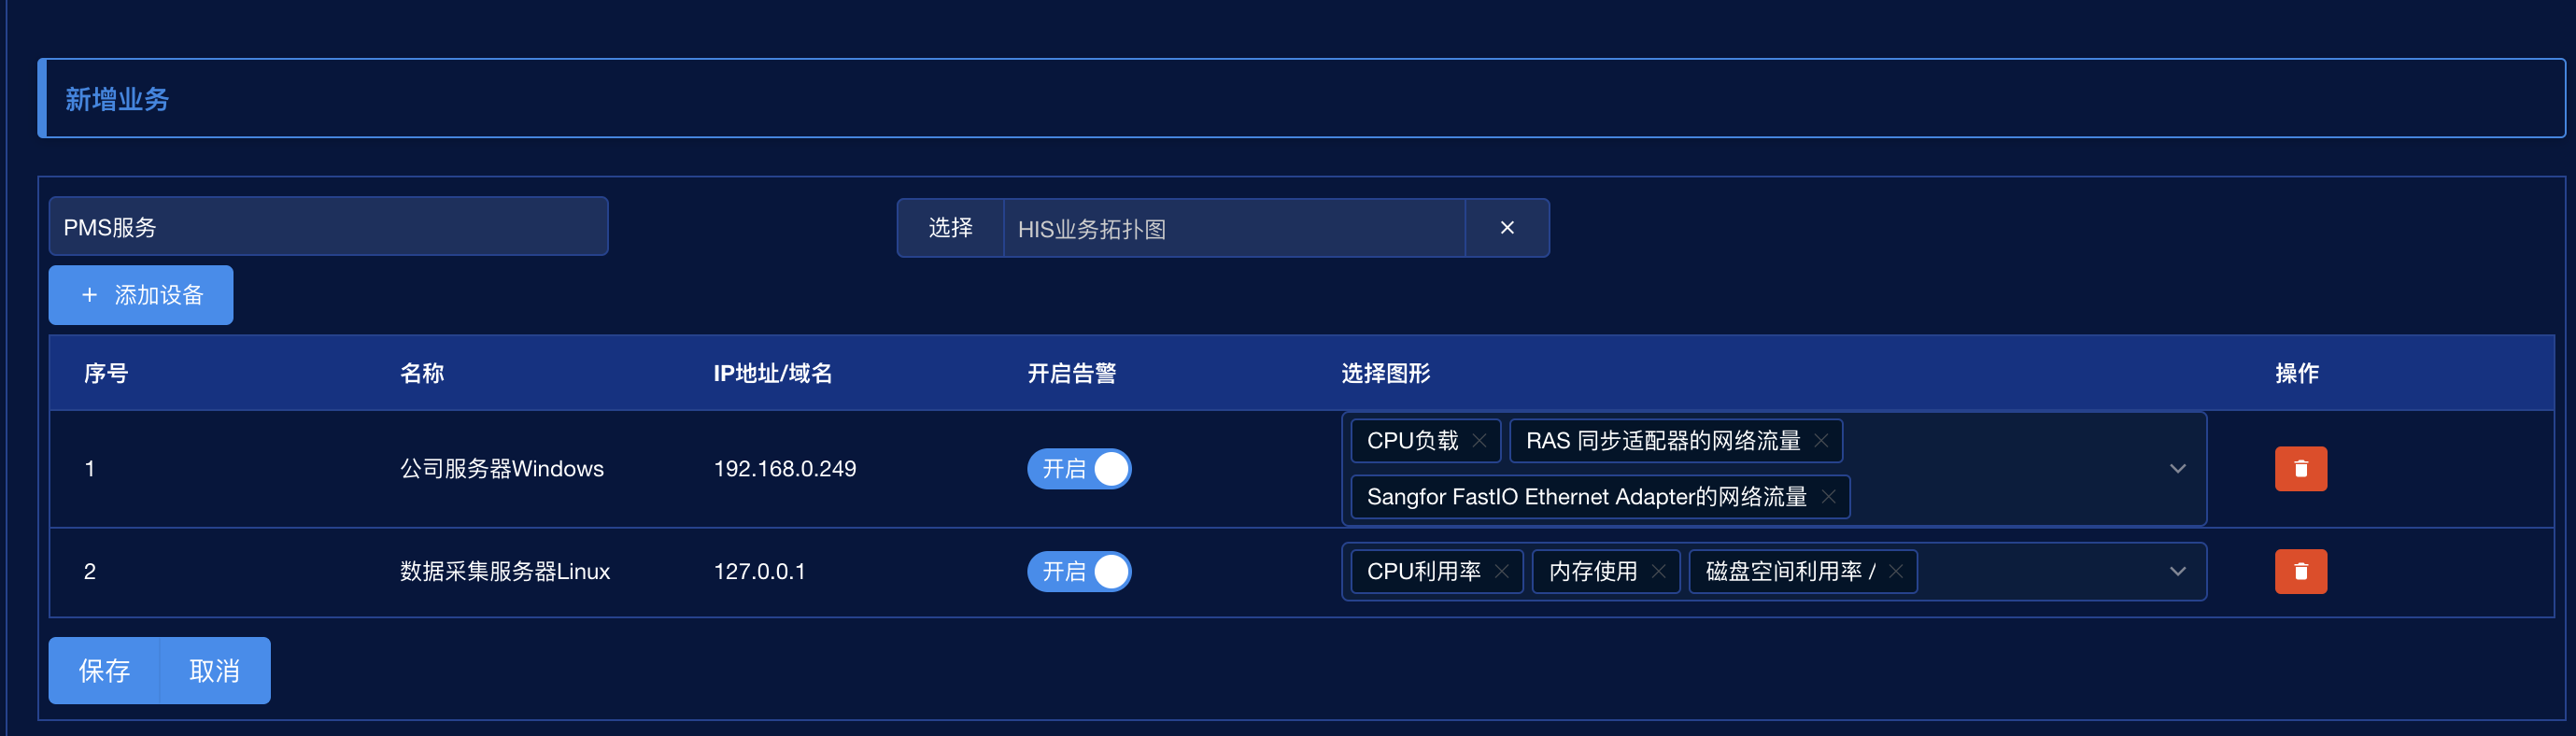 新增业务
PMS服务 选择 HIS业务拓扑图 ×
+ 添加设备
序号 名称 IP地址/域名 开启告警 选择图形 操作
1 公司服务器Windows 192.168.0.249 开启 CPU负载 × RAS 同步适配器的网络流量 ×
Sangfor FastIO Ethernet Adapter的网络流量 ×
2 数据采集服务器Linux 127.0.0.1 开启 CPU利用率 × 内存使用 × 磁盘空间利用率 / ×
保存 取消